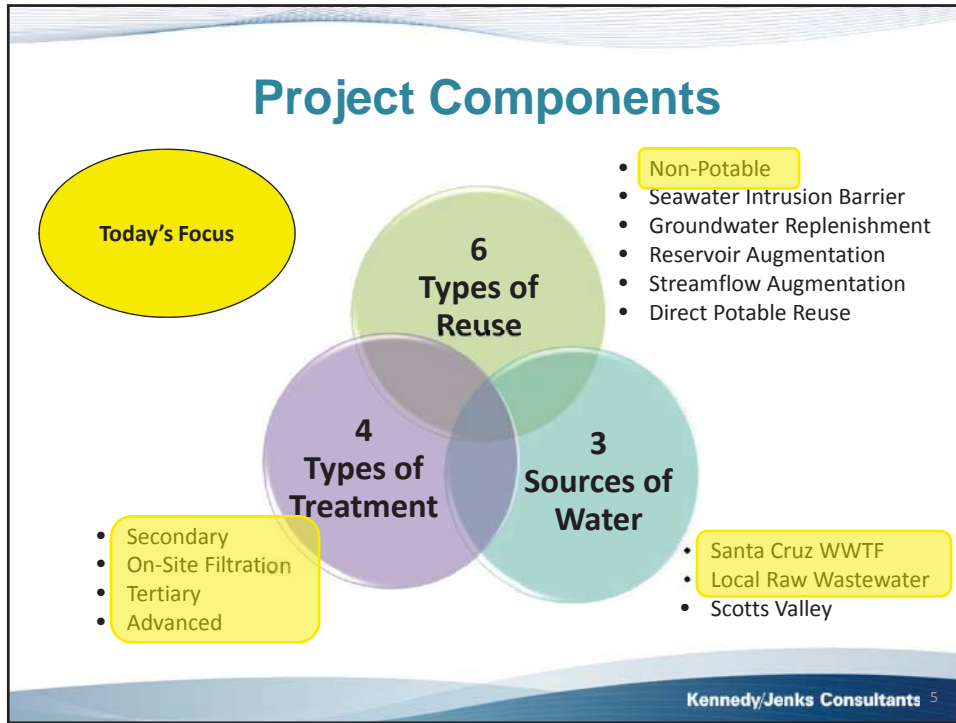 Project Components
Today's Focus
• Non-Potable
• Seawater Intrusion Barrier
• Groundwater Replenishment
• Reservoir Augmentation
• Streamflow Augmentation
• Direct Potable Reuse
6
Types of
Reuse
4
Types of
Treatment
3
Sources of
Water
• Secondary
• On-Site Filtration
• Tertiary
• Advanced
• Santa Cruz WWTF
• Local Raw Wastewater
• Scotts Valley
Kennedy/Jenks Consultants 5